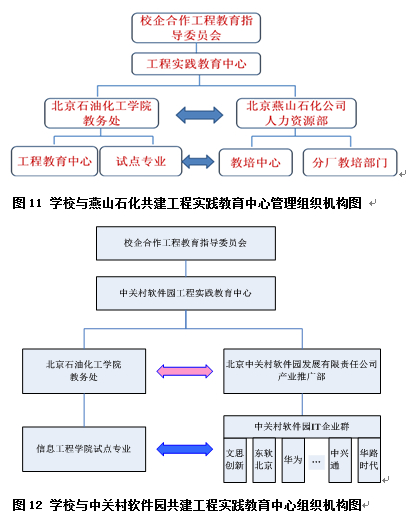 校企合作工程教育指
导委员会
工程实践教育中心
北京石油化工学院
教务处
北京燕山石化公司
人力资源部
工程教育中心
试点专业
教培中心
分厂教培部门
图11 学校与燕山石化共建工程实践教育中心管理组织机构图
校企合作工程教育指导委员会
中关村软件园工程实践教育中心
北京石油化工学院
教务处
北京中关村软件园发展有限责任公司
产业推广部
信息工程学院试点专业
中关村软件园IT企业群
文思
创新
东软
北京
华为
...
中兴
通
华路
时代
图12 学校与中关村软件园共建工程实践教育中心组织机构图